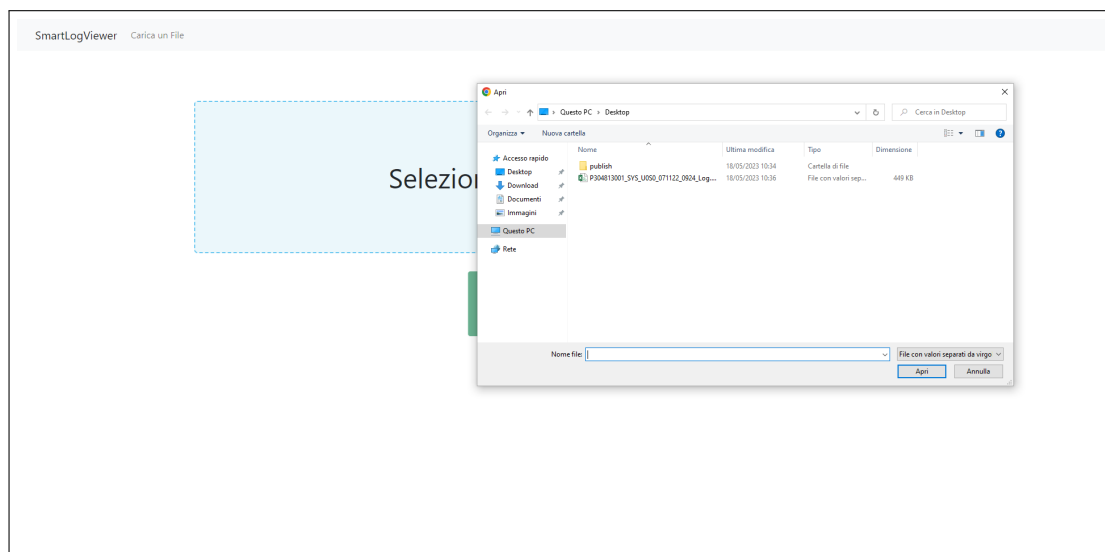 SmartLogViewer Carica un File
Selezio
Apri
Questo PC > Desktop
Cerca in Desktop
Organizza Nuova cartella
Nome Ultima modifica Tipo Dimensione
Accesso rapido
Desktop
Download
Documenti
Immagini
Questo PC
Rete
publish 18/05/2023 10:34 Cartella di file
P304813001_SYS_U0S0_071122_0924_Log.... 18/05/2023 10:36 File con valori sep... 449 KB
Nome file: File con valori separati da virgo
Apri Annulla